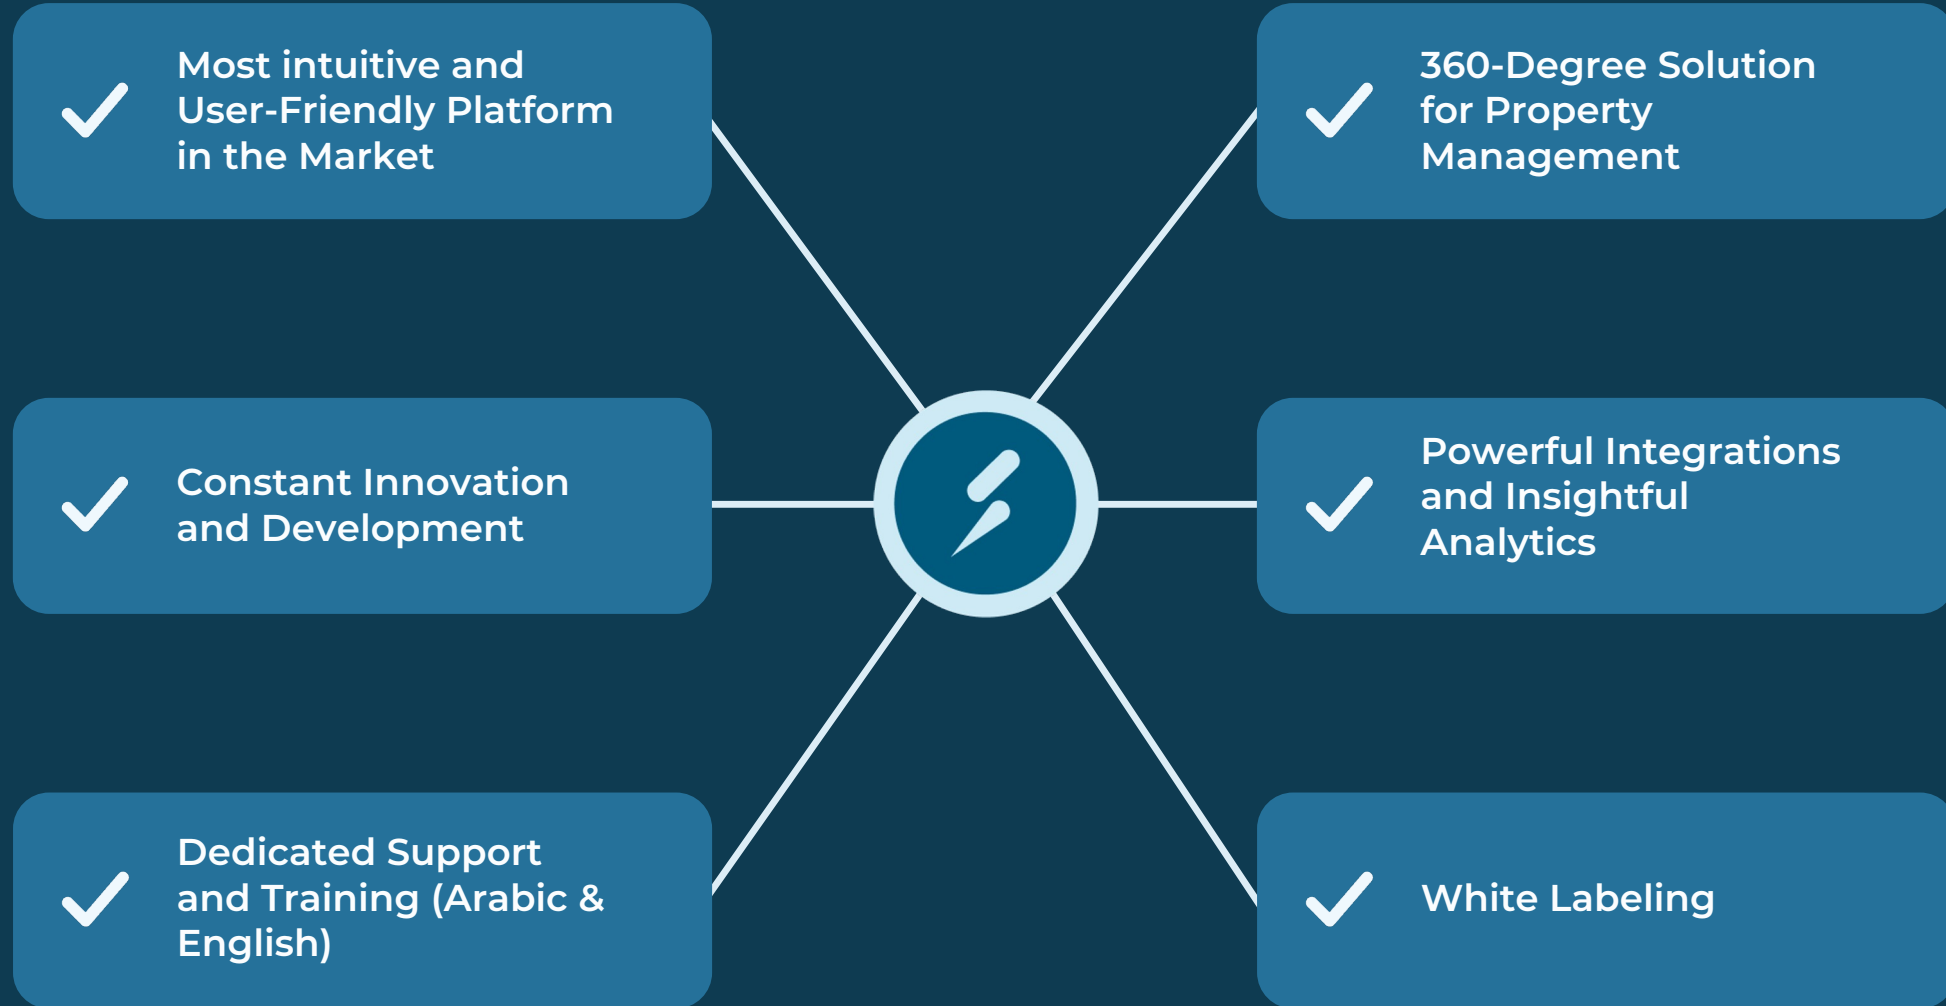 Most intuitive and
User-Friendly Platform
in the Market
360-Degree Solution
for Property
Management
Constant Innovation
and Development
Powerful Integrations
and Insightful
Analytics
Dedicated Support
and Training (Arabic &
English)
White Labeling